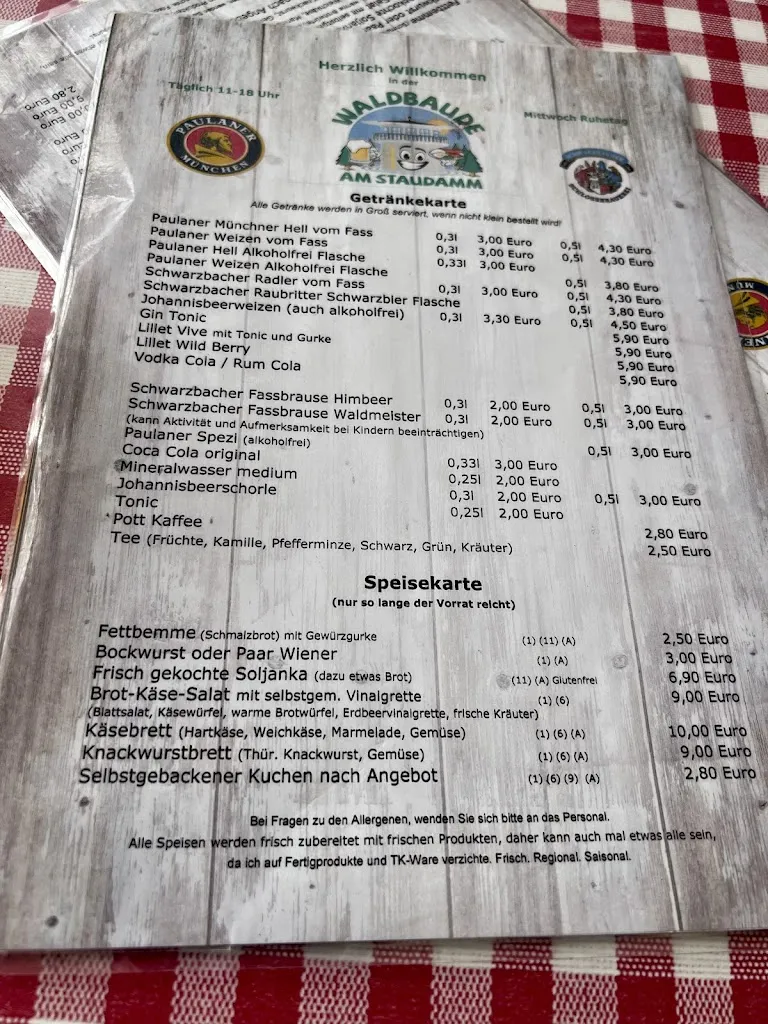 Herzlich Willkommen
in der
Täglich 11-18 Uhr
WALDBAUDE
AM STAUDAMM
Mittwoch Ruhetag
PAULANER
MÜNCHEN
Getränkekarte
Alle Getränke werden in Groß serviert, wenn nicht klein bestellt wird!
Paulaner Münchner Hell vom Fass 0,3l 3,00 Euro 0,5l 4,30 Euro
Paulaner Weizen vom Fass 0,3l 3,00 Euro 0,5l 4,30 Euro
Paulaner Hell Alkoholfrei Flasche 0,33l 3,00 Euro
Paulaner Weizen Alkoholfrei Flasche 0,5l 3,80 Euro
Schwarzbacher Radler vom Fass 0,3l 3,00 Euro 0,5l 4,30 Euro
Schwarzbacher Raubritter Schwarzbier Flasche 0,5l 3,80 Euro
Johannisbeerweizen (auch alkoholfrei) 0,3l 3,30 Euro 0,5l 4,50 Euro
Gin Tonic 5,90 Euro
Lillet Vive mit Tonic und Gurke 5,90 Euro
Lillet Wild Berry 5,90 Euro
Vodka Cola / Rum Cola 5,90 Euro
Schwarzbacher Fassbrause Himbeer 0,3l 2,00 Euro 0,5l 3,00 Euro
Schwarzbacher Fassbrause Waldmeister 0,3l 2,00 Euro 0,5l 3,00 Euro
(kann Aktivität und Aufmerksamkeit bei Kindern beeinträchtigen)
Paulaner Spezi (alkoholfrei) 0,5l 3,00 Euro
Coca Cola original 0,33l 3,00 Euro
Mineralwasser medium 0,25l 2,00 Euro
Johannisbeerschorle 0,3l 2,00 Euro 0,5l 3,00 Euro
Tonic 0,25l 2,00 Euro
Pott Kaffee 2,80 Euro
Tee (Früchte, Kamille, Pfefferminze, Schwarz, Grün, Kräuter) 2,50 Euro
Speisekarte
(nur so lange der Vorrat reicht)
Fettbemme (Schmalzbrot) mit Gewürzgurke (1) (11) (A) 2,50 Euro
Bockwurst oder Paar Wiener (1) (A) 3,00 Euro
Frisch gekochte Soljanka (dazu etwas Brot) (11) (A) Glutenfrei 6,90 Euro
Brot-Käse-Salat mit selbstgem. Vinaigrette (1) (6) 9,00 Euro
(Blattsalat, Käsewürfel, warme Brotwürfel, Erdbeervinaigrette, frische Kräuter)
Käsebrett (Hartkäse, Weichkäse, Marmelade, Gemüse) (1) (6) (A) 10,00 Euro
Knackwurstbrett (Thür. Knackwurst, Gemüse) (1) (6) (A) 9,00 Euro
Selbstgebackener Kuchen nach Angebot (1) (6) (9) (A) 2,80 Euro
Bei Fragen zu den Allergenen, wenden Sie sich bitte an das Personal.
Alle Speisen werden frisch zubereitet mit frischen Produkten, daher kann auch mal etwas alle sein,
da ich auf Fertigprodukte und TK-Ware verzichte. Frisch. Regional. Saisonal.